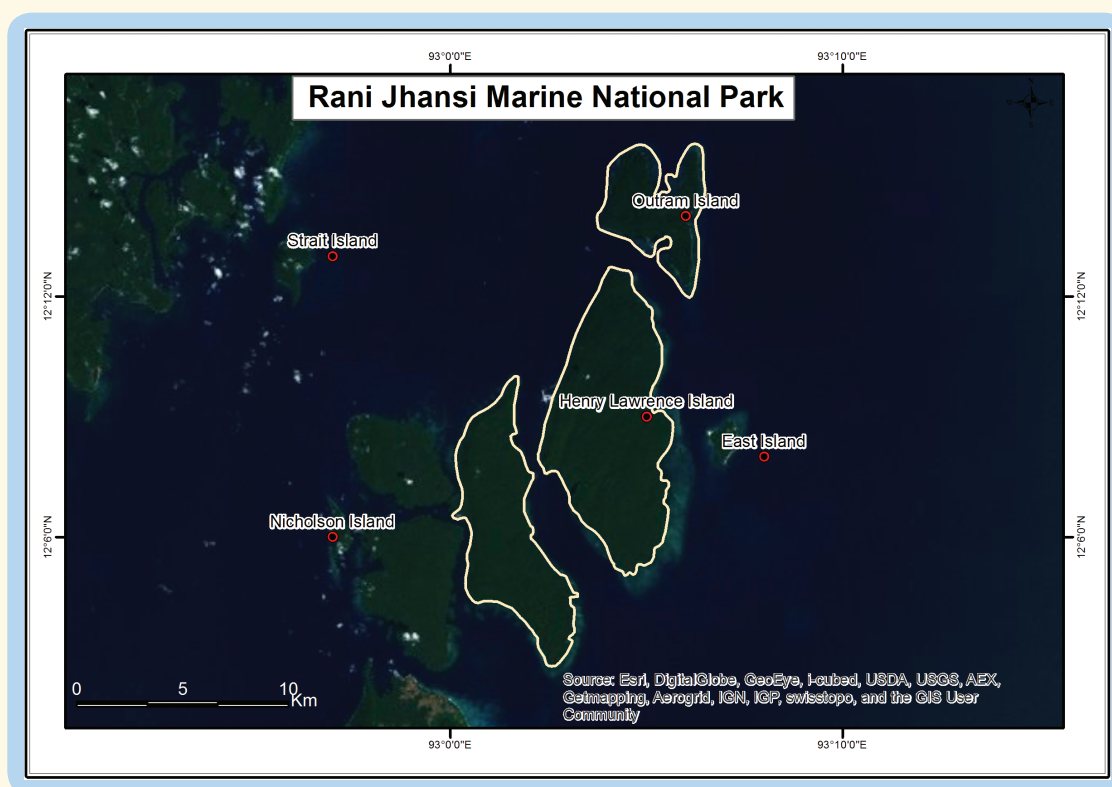 93°0'0"E
93°10'0"E
Rani Jhansi Marine National Park
Outram Island
Strait Island
12°12'0"N
12°12'0"N
Henry Lawrence Island
East Island
Nicholson Island
12°6'0"N
12°6'0"N
Source: Esri, DigitalGlobe, GeoEye, i-cubed, USDA, USGS, AEX,
Getmapping, Aerogrid, IGN, IGP, swisstopo, and the GIS User
Community
0 5 10
Km
93°0'0"E
93°10'0"E